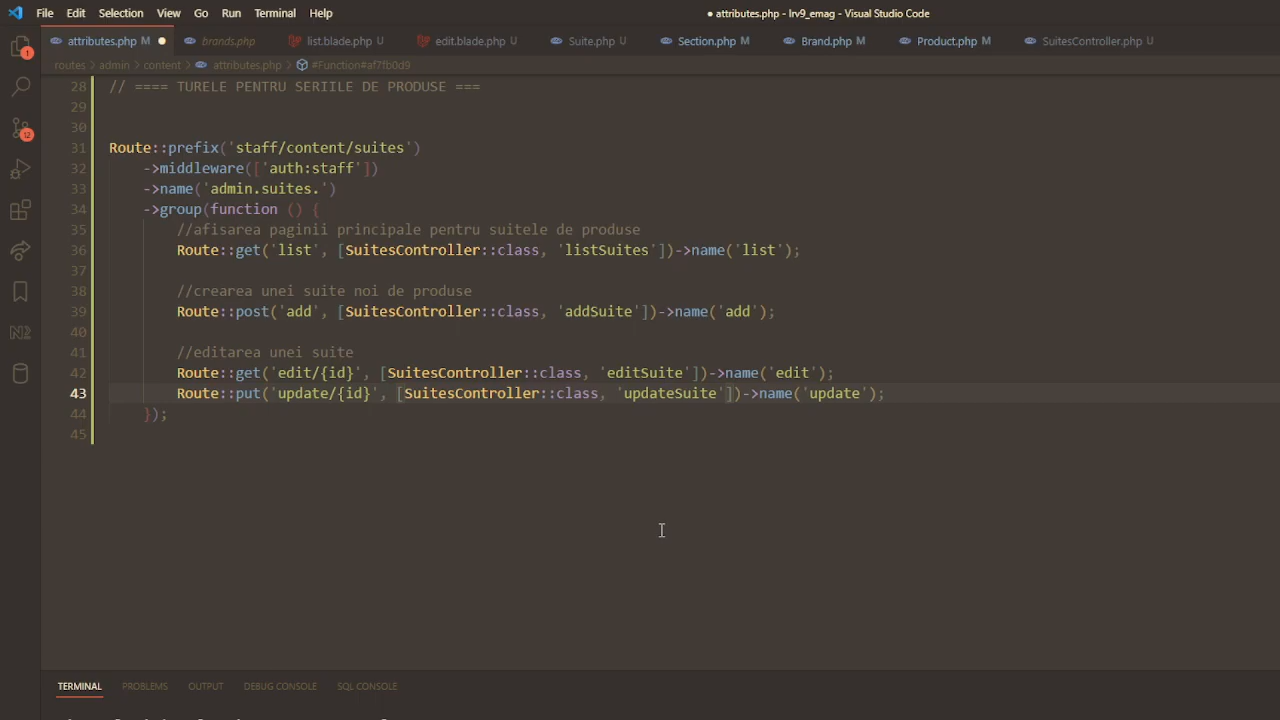 File Edit Selection View Go Run Terminal Help
● attributes.php - lrv9_emag - Visual Studio Code
attributes.php M brands.php list.blade.php U edit.blade.php U Suite.php U Section.php M Brand.php M Product.php M SuitesController.php U
routes > admin > content > attributes.php > #Function#af7fb0d9
28 // ==== TURELE PENTRU SERIILE DE PRODUSE ===
29
30
31 Route::prefix('staff/content/suites')
32 ->middleware(['auth:staff'])
33 ->name('admin.suites.')
34 ->group(function () {
35 //afisarea paginii principale pentru suitele de produse
36 Route::get('list', [SuitesController::class, 'listSuites'])->name('list');
37
38 //crearea unei suite noi de produse
39 Route::post('add', [SuitesController::class, 'addSuite'])->name('add');
40
41 //editarea unei suite
42 Route::get('edit/{id}', [SuitesController::class, 'editSuite'])->name('edit');
43 Route::put('update/{id}', [SuitesController::class, 'updateSuite'])->name('update');
44 });
45
1
12
TERMINAL PROBLEMS OUTPUT DEBUG CONSOLE SQL CONSOLE